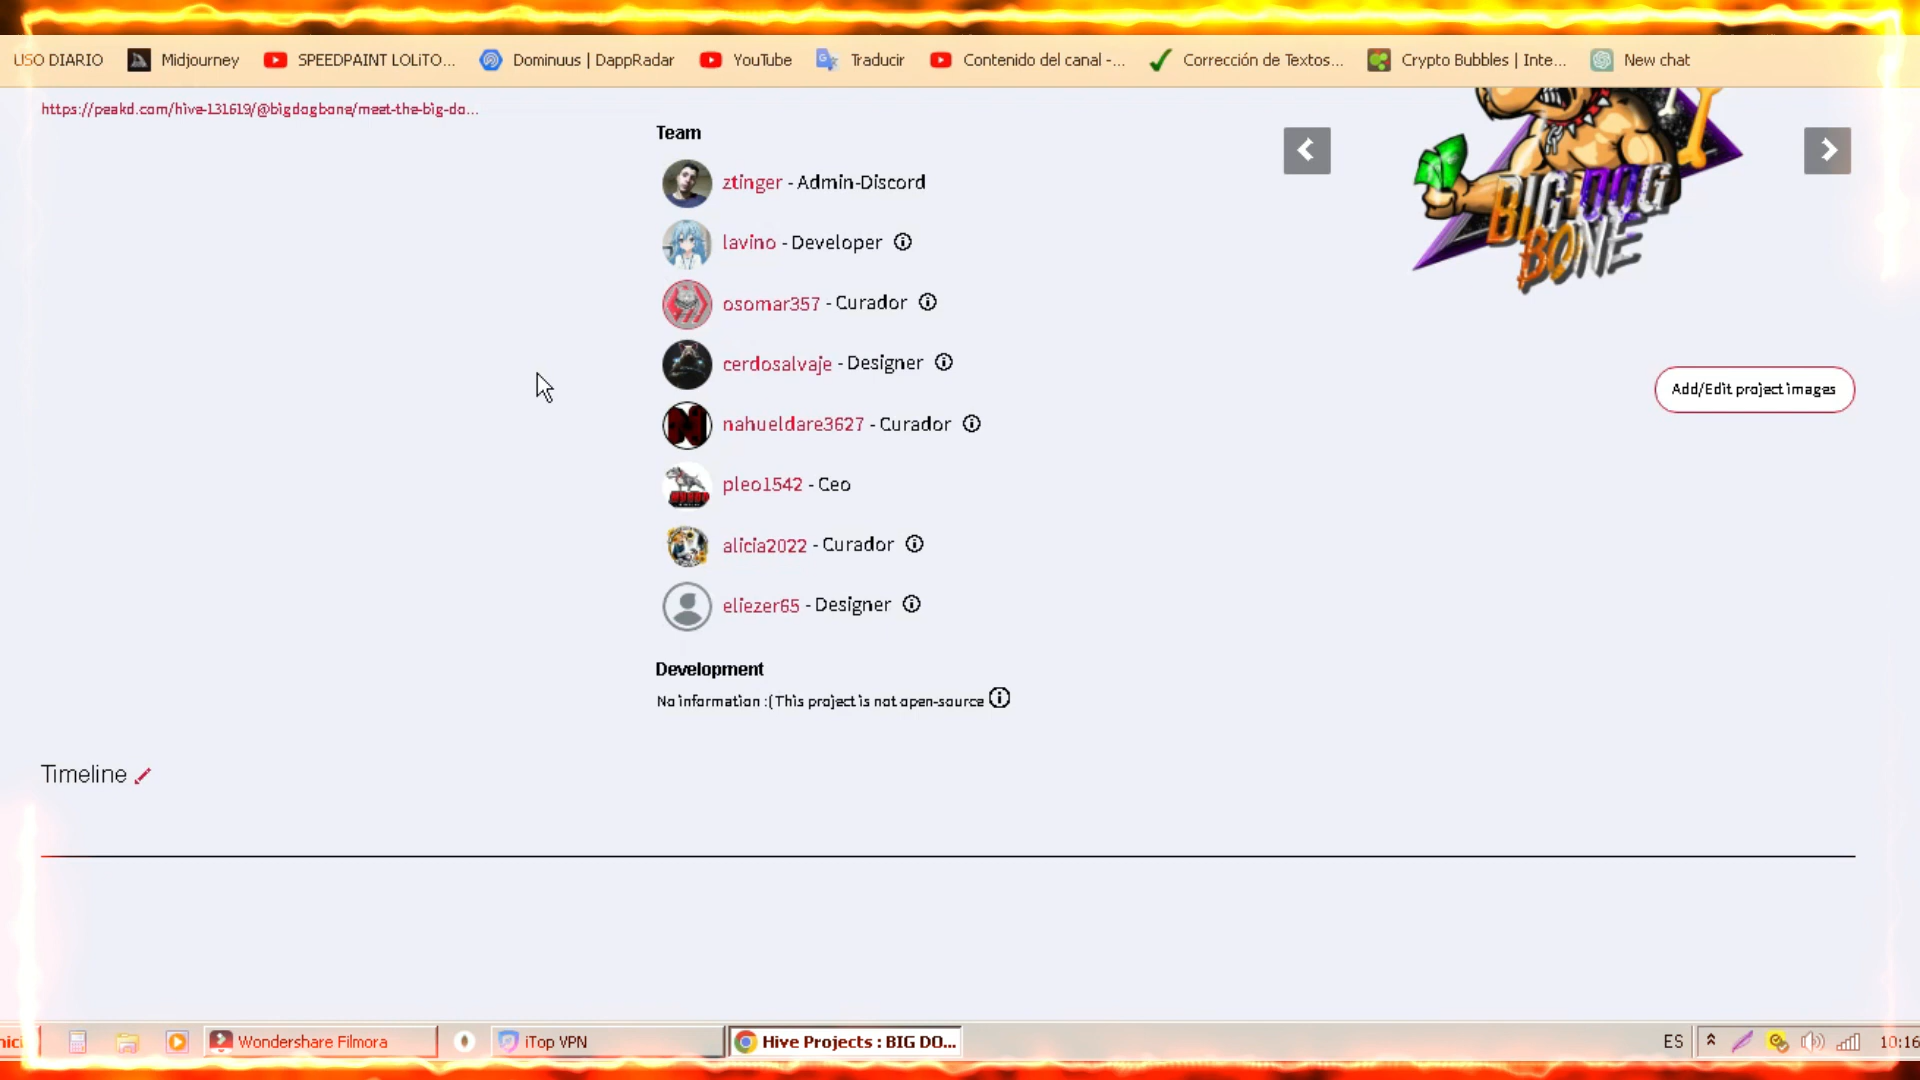 USO DIARIO Midjourney SPEEDPAINT LOLiTO... Dominuus | DappRadar YouTube Traducir Contenido del canal -... Corrección de Textos... Crypto Bubbles | Inte... New chat
https://peakd.com/hive-131619/@bigdogbone/meet-the-big-do...
Team
ztinger - Admin-Discord
lavino - Developer
osomar357 - Curador
cerdosalvaje - Designer
nahueldare3627 - Curador
pleo1542 - Ceo
alicia2022 - Curador
eliezer65 - Designer
BIG DOG
BONE
Add/Edit project images
Development
No information :( This project is not open-source
Timeline
Wondershare Filmora iTop VPN Hive Projects : BIG DO... ES 10:16